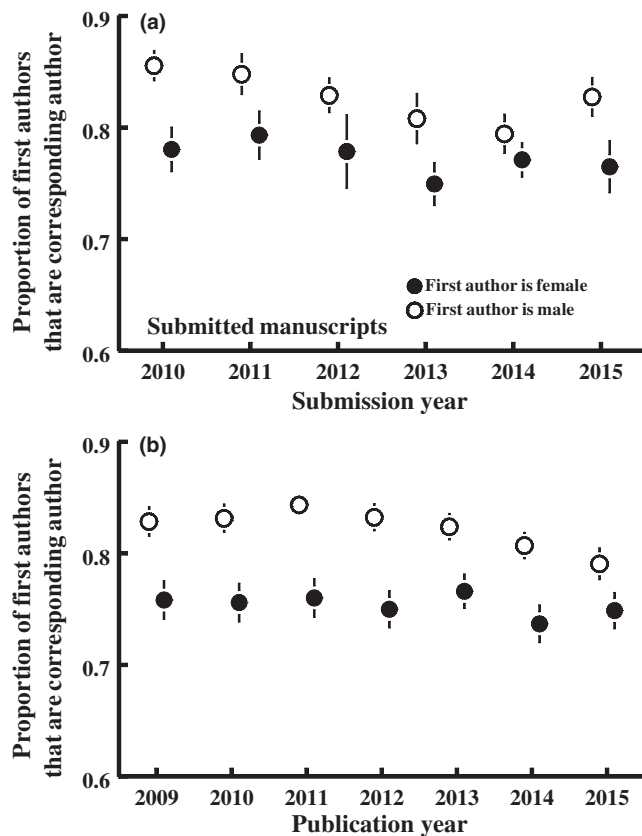 (a)
0.9
0.8
0.7
0.6
Proportion of first authors
that are corresponding author
First author is female
First author is male
Submitted manuscripts
2010 2011 2012 2013 2014 2015
Submission year
(b)
0.9
0.8
0.7
0.6
Proportion of first authors
that are corresponding author
2009 2010 2011 2012 2013 2014 2015
Publication year